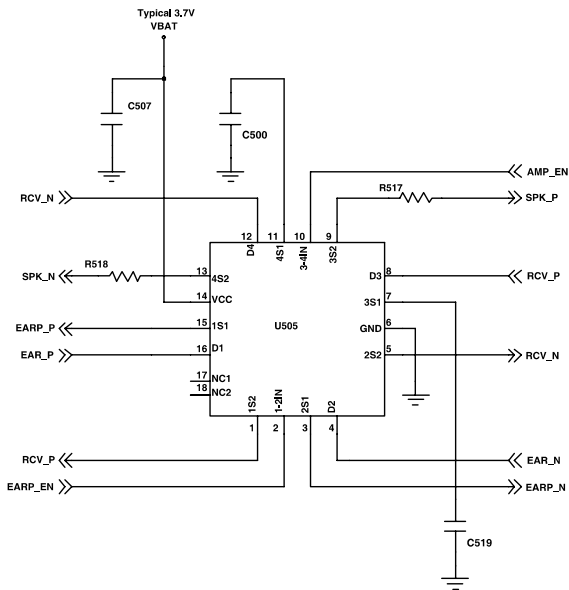 Typical 3.7V
VBAT
C507
C500
AMP_EN
R517
RCV_N
SPK_P
12 11 10 9
D4 4S1 3-4IN 3S2
R518
SPK_N
13 4S2
D3 8
RCV_P
14 VCC
3S1 7
EARP_P
15 1S1
U505
GND 6
EAR_P
16 D1
2S2 5
RCV_N
17 NC1
18 NC2
1S2 1-2IN 2S1 D2
1 2 3 4
RCV_P
EAR_N
EARP_EN
EARP_N
C519